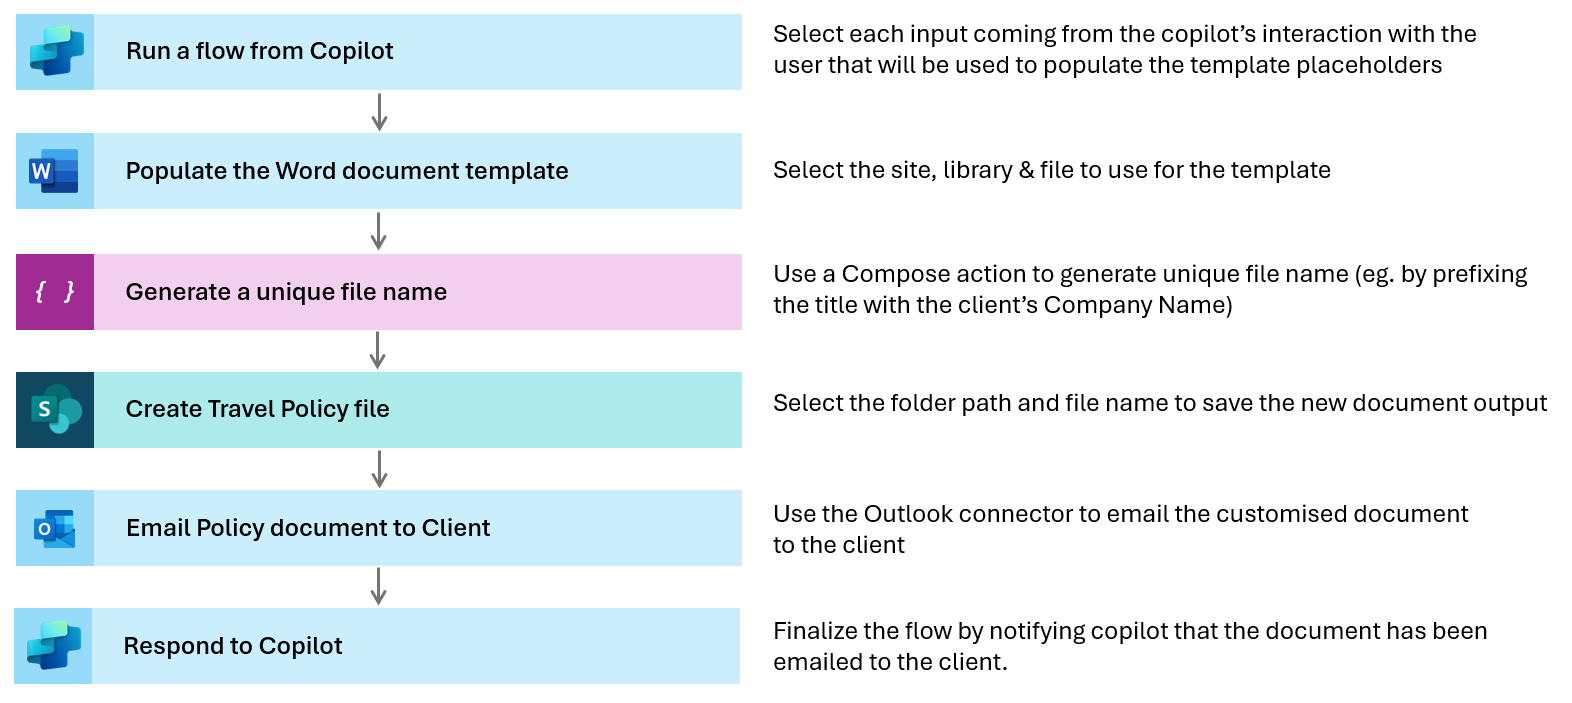 Run a flow from Copilot
Select each input coming from the copilot’s interaction with the
user that will be used to populate the template placeholders
W
Populate the Word document template
Select the site, library & file to use for the template
{ }
Generate a unique file name
Use a Compose action to generate unique file name (eg. by prefixing
the title with the client’s Company Name)
S
Create Travel Policy file
Select the folder path and file name to save the new document output
O
Email Policy document to Client
Use the Outlook connector to email the customised document
to the client
Respond to Copilot
Finalize the flow by notifying copilot that the document has been
emailed to the client.